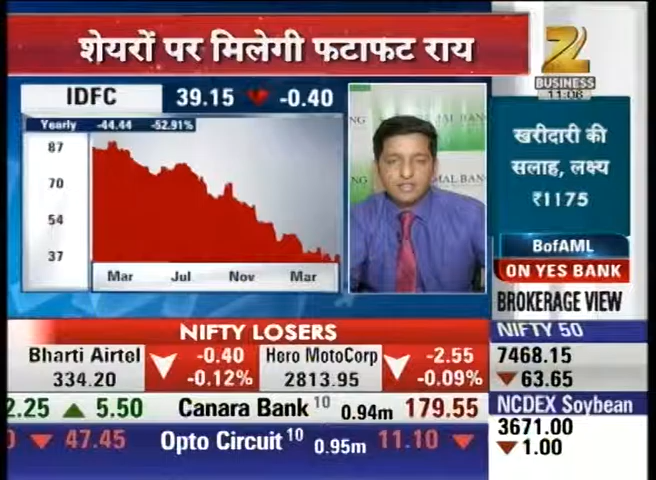 शेयरों पर मिलेगी फटाफट राय
Z
BUSINESS
11:08
IDFC 39.15 -0.40
Yearly -44.44 -52.91%
87
70
54
37
Mar Jul Nov Mar
खरीदारी की
सलाह, लक्ष्य
₹1175
BofAML
ON YES BANK
BROKERAGE VIEW
NIFTY LOSERS
Bharti Airtel -0.40 Hero MotoCorp -2.55
334.20 -0.12% 2813.95 -0.09%
NIFTY 50
7468.15
63.65
2.25 5.50 Canara Bank 10 0.94m 179.55
47.45 Opto Circuit 10 0.95m 11.10
NCDEX Soybean
3671.00
1.00